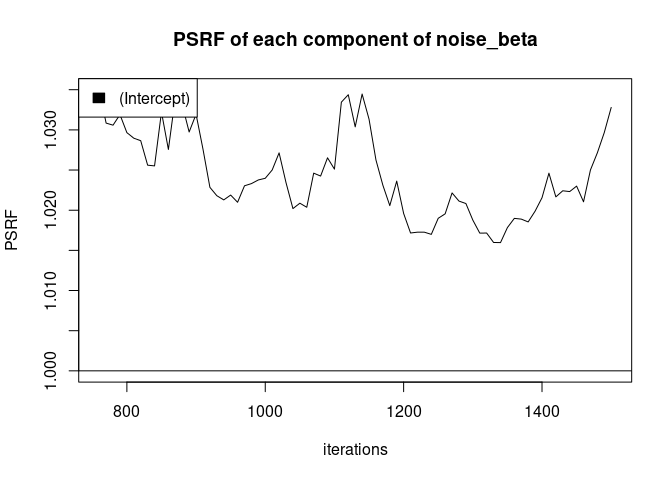 PSRF of each component of noise_beta
(Intercept)
PSRF
1.030
1.020
1.010
1.000
800 1000 1200 1400
iterations